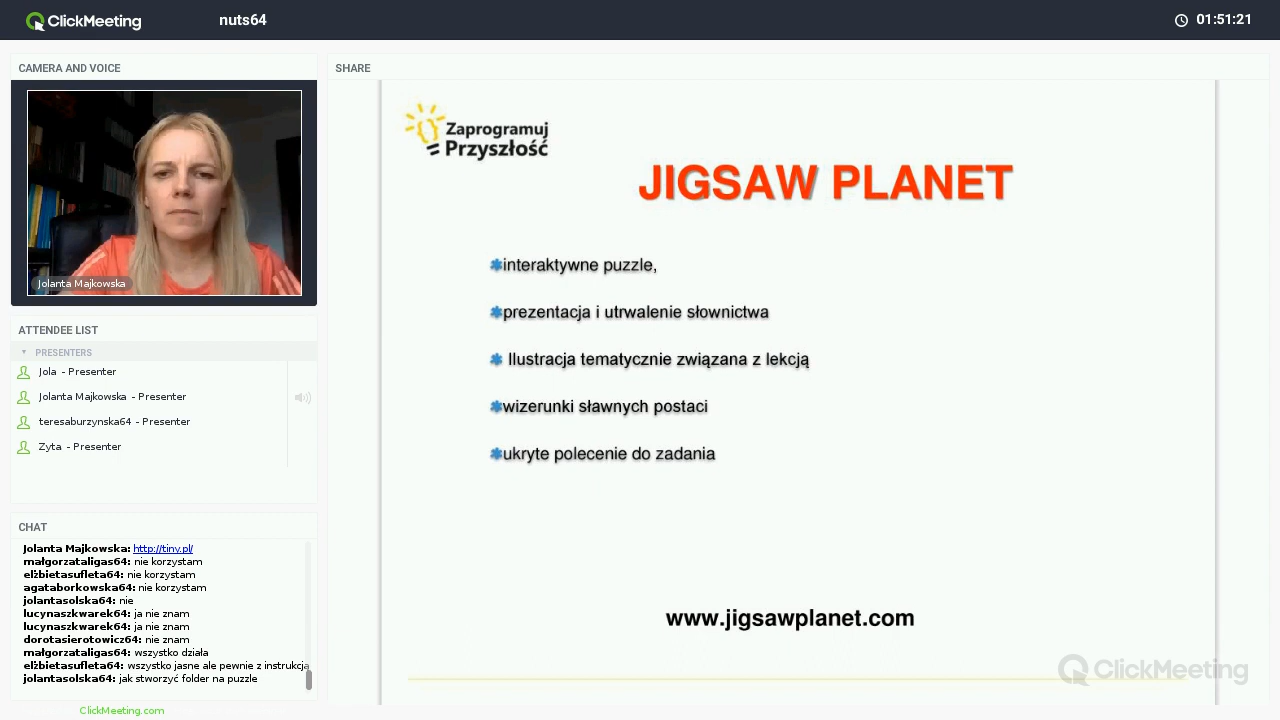 ClickMeeting
nuts64
01:51:21
CAMERA AND VOICE
SHARE
Jolanta Majkowska
ATTENDEE LIST
PRESENTERS
Jola - Presenter
Jolanta Majkowska - Presenter
teresaburzynska64 - Presenter
Zyta - Presenter
CHAT
Jolanta Majkowska: http://tiny.pl/
małgorzataligas64: nie korzystam
elżbietasufleta64: nie korzystam
agataborkowska64: nie korzystam
jolantasolska64: nie
lucynaszkwarek64: ja nie znam
lucynaszkwarek64: ja nie znam
dorotasierotowicz64: nie znam
małgorzataligas64: wszystko działa
elżbietasufleta64: wszystko jasne ale pewnie z instrukcją
jolantasolska64: jak stworzyć folder na puzzle
ClickMeeting.com
Zaprogramuj
Przyszłość
JIGSAW PLANET
interaktywne puzzle,
prezentacja i utrwalenie słownictwa
Ilustracja tematycznie związana z lekcją
wizerunki sławnych postaci
ukryte polecenie do zadania
www.jigsawplanet.com
ClickMeeting